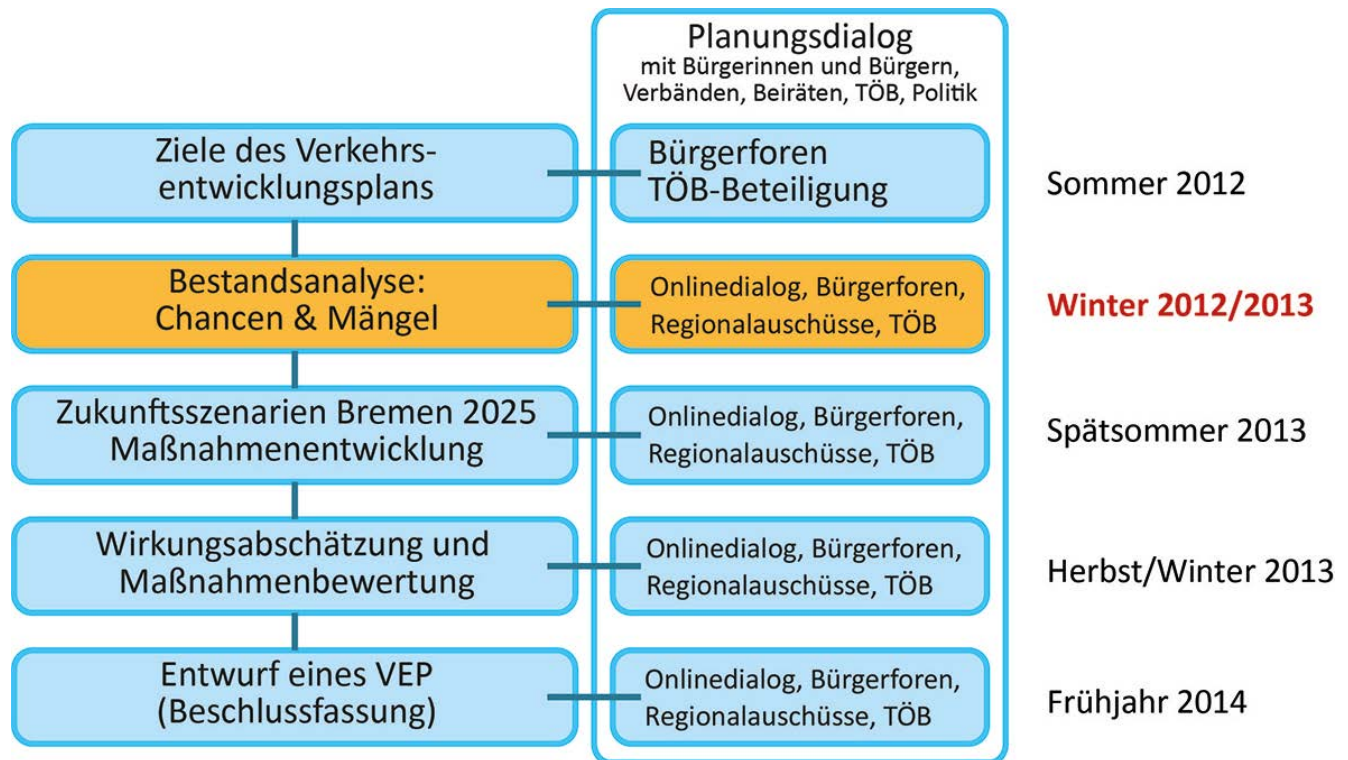 Planungsdialog
mit Bürgerinnen und Bürgern,
Verbänden, Beiräten, TÖB, Politik
Ziele des Verkehrs-
entwicklungsplans
Bürgerforen
TÖB-Beteiligung
Sommer 2012
Bestandsanalyse:
Chancen & Mängel
Onlinedialog, Bürgerforen,
Regionalauschüsse, TÖB
Winter 2012/2013
Zukunftsszenarien Bremen 2025
Maßnahmenentwicklung
Onlinedialog, Bürgerforen,
Regionalauschüsse, TÖB
Spätsommer 2013
Wirkungsabschätzung und
Maßnahmenbewertung
Onlinedialog, Bürgerforen,
Regionalauschüsse, TÖB
Herbst/Winter 2013
Entwurf eines VEP
(Beschlussfassung)
Onlinedialog, Bürgerforen,
Regionalauschüsse, TÖB
Frühjahr 2014